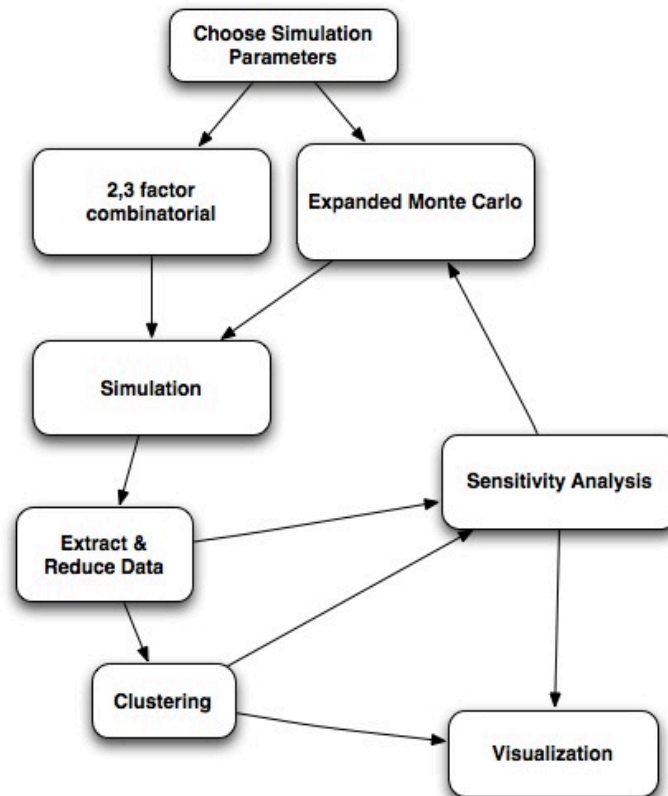 Choose Simulation
Parameters
2,3 factor
combinatorial
Expanded Monte Carlo
Simulation
Sensitivity Analysis
Extract &
Reduce Data
Clustering
Visualization